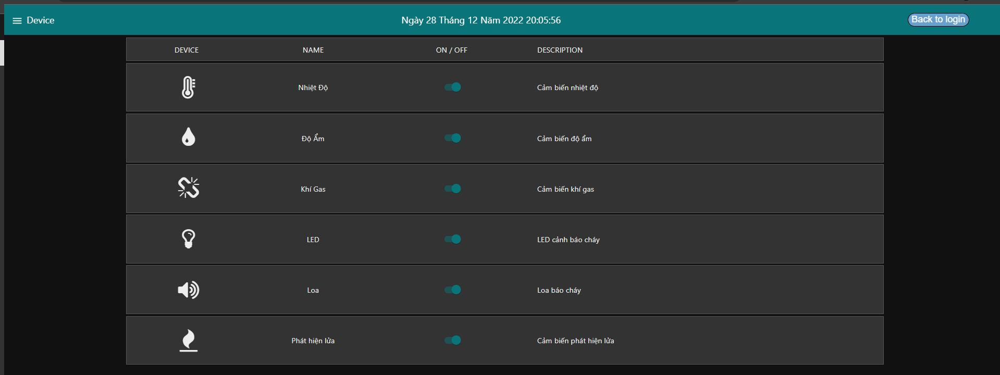 Device
Ngày 28 Tháng 12 Năm 2022 20:05:56
Back to login
DEVICE NAME ON / OFF DESCRIPTION
Nhiệt Độ Cảm biến nhiệt độ
Độ Ẩm Cảm biến độ ẩm
Khí Gas Cảm biến khí gas
LED LED cảnh báo cháy
Loa Loa báo cháy
Phát hiện lửa Cảm biến phát hiện lửa